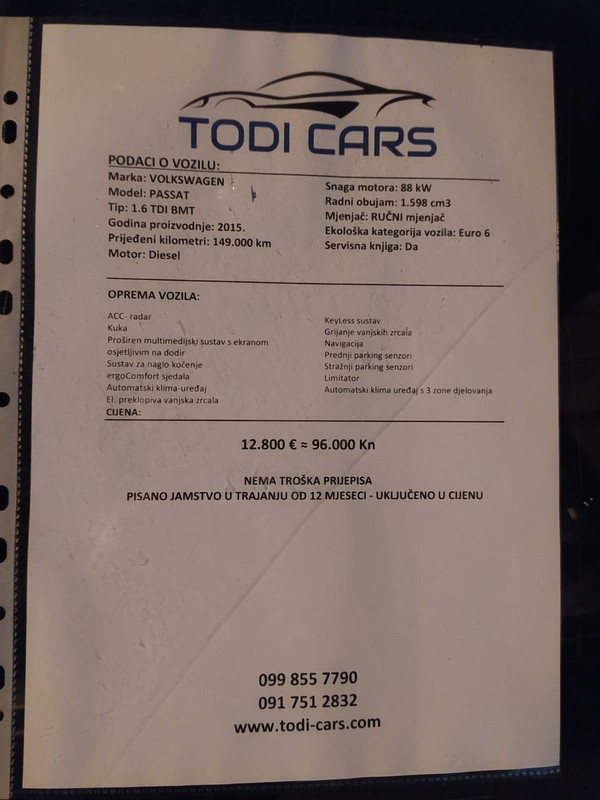 TODI CARS
PODACI O VOZILU:
Marka: VOLKSWAGEN
Model: PASSAT
Tip: 1.6 TDI BMT
Godina proizvodnje: 2015.
Prijeđeni kilometri: 149.000 km
Motor: Diesel
Snaga motora: 88 kW
Radni obujam: 1.598 cm3
Mjenjač: RUČNI mjenjač
Ekološka kategorija vozila: Euro 6
Servisna knjiga: Da
OPREMA VOZILA:
ACC- radar
Kuka
Proširen multimedijski sustav s ekranom
osjetljivim na dodir
Sustav za naglo kočenje
ergoComfort sjedala
Automatski klima-uređaj
El. preklopiva vanjska zrcala
KeyLess sustav
Grijanje vanjskih zrcala
Navigacija
Prednji parking senzori
Stražnji parking senzori
Limitator
Automatski klima uređaj s 3 zone djelovanja
CIJENA:
12.800 € ≈ 96.000 Kn
NEMA TROŠKA PRIJEPISA
PISANO JAMSTVO U TRAJANJU OD 12 MJESECI - UKLJUČENO U CIJENU
099 855 7790
091 751 2832
www.todi-cars.com